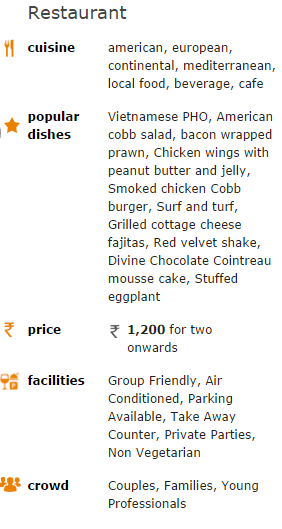 Restaurant
cuisine
american, european,
continental, mediterranean,
local food, beverage, cafe
popular
dishes
Vietnamese PHO, American
cobb salad, bacon wrapped
prawn, Chicken wings with
peanut butter and jelly,
Smoked chicken Cobb
burger, Surf and turf,
Grilled cottage cheese
fajitas, Red velvet shake,
Divine Chocolate Cointreau
mousse cake, Stuffed
eggplant
price
₹ 1,200 for two
onwards
facilities
Group Friendly, Air
Conditioned, Parking
Available, Take Away
Counter, Private Parties,
Non Vegetarian
crowd
Couples, Families, Young
Professionals